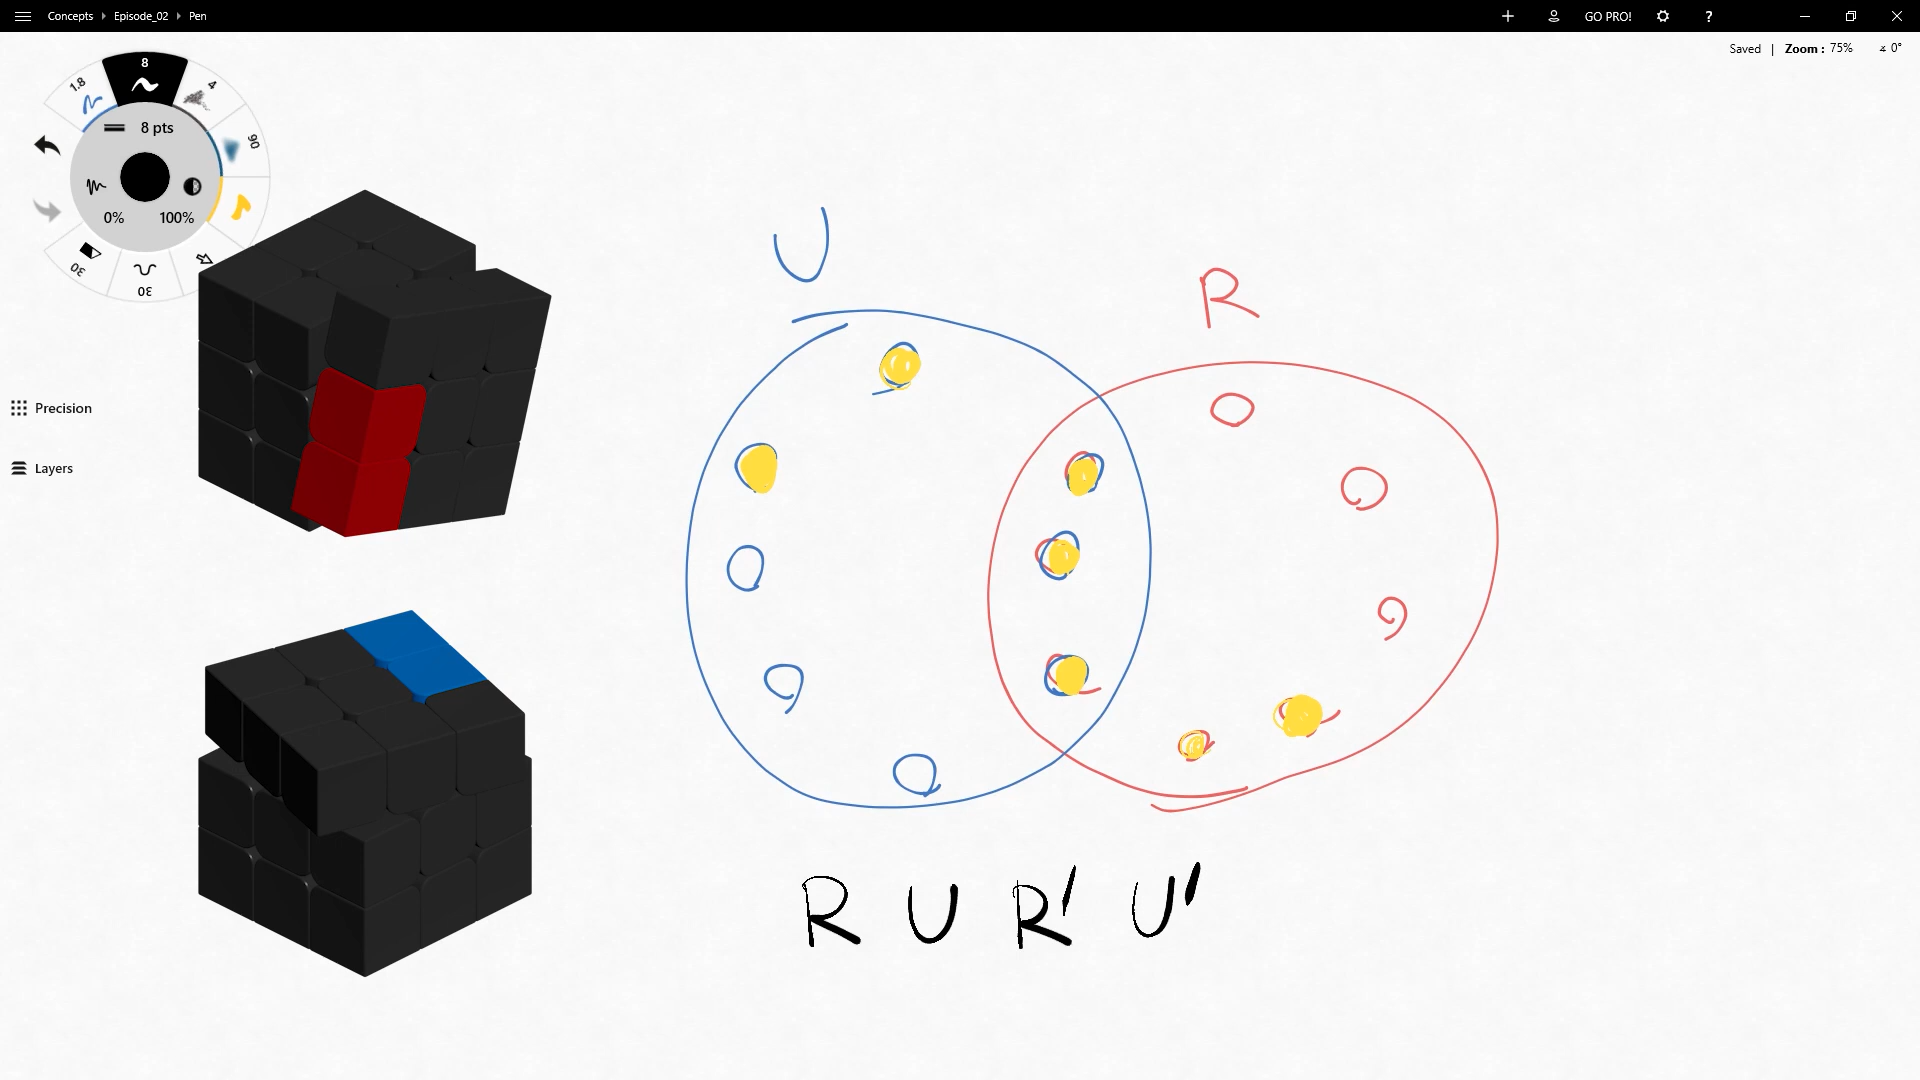 Concepts Episode_02 Pen
GO PRO! ?
Saved | Zoom : 75% 0°
8
1.8
4
90
8 pts
0% 100%
30
30
Precision
Layers
U
R
R U R' U'